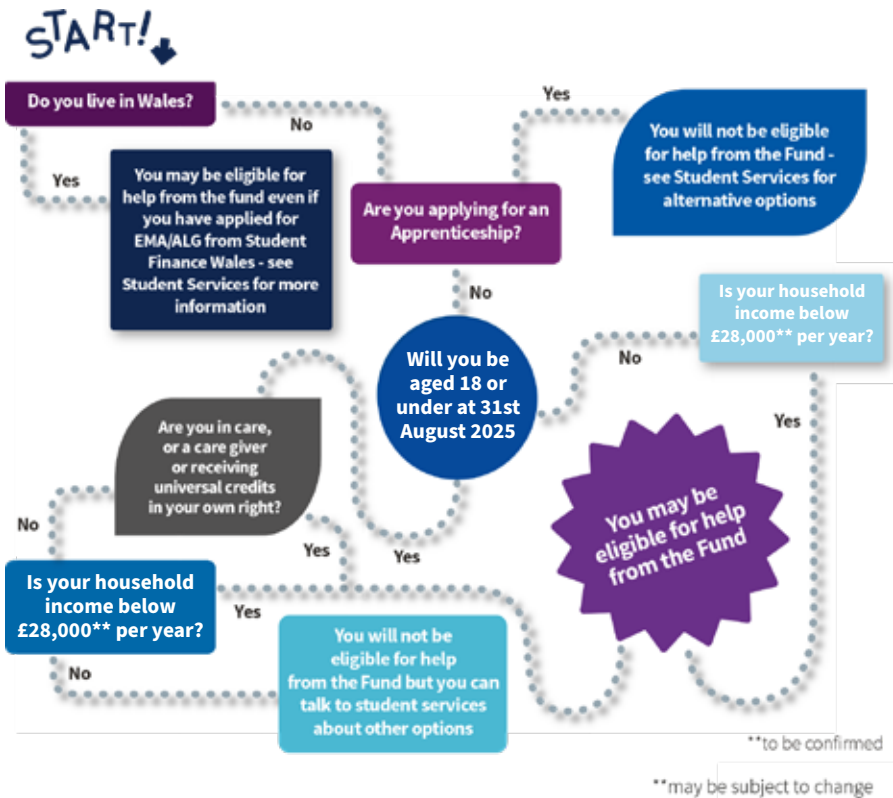 START!
Do you live in Wales?
No
Yes
You may be eligible for
help from the fund even if
you have applied for
EMA/ALG from Student
Finance Wales - see
Student Services for more
information
Are you applying for an
Apprenticeship?
Yes
You will not be eligible
for help from the Fund -
see Student Services for
alternative options
No
Will you be
aged 18 or
under at 31st
August 2025
No
Is your household
income below
£28,000** per year?
Yes
Yes
Are you in care,
or a care giver
or receiving
universal credits
in your own right?
Yes
No
Is your household
income below
£28,000** per year?
Yes
No
You will not be
eligible for help
from the Fund but you can
talk to student services
about other options
You may be
eligible for help
from the Fund
**to be confirmed
**may be subject to change